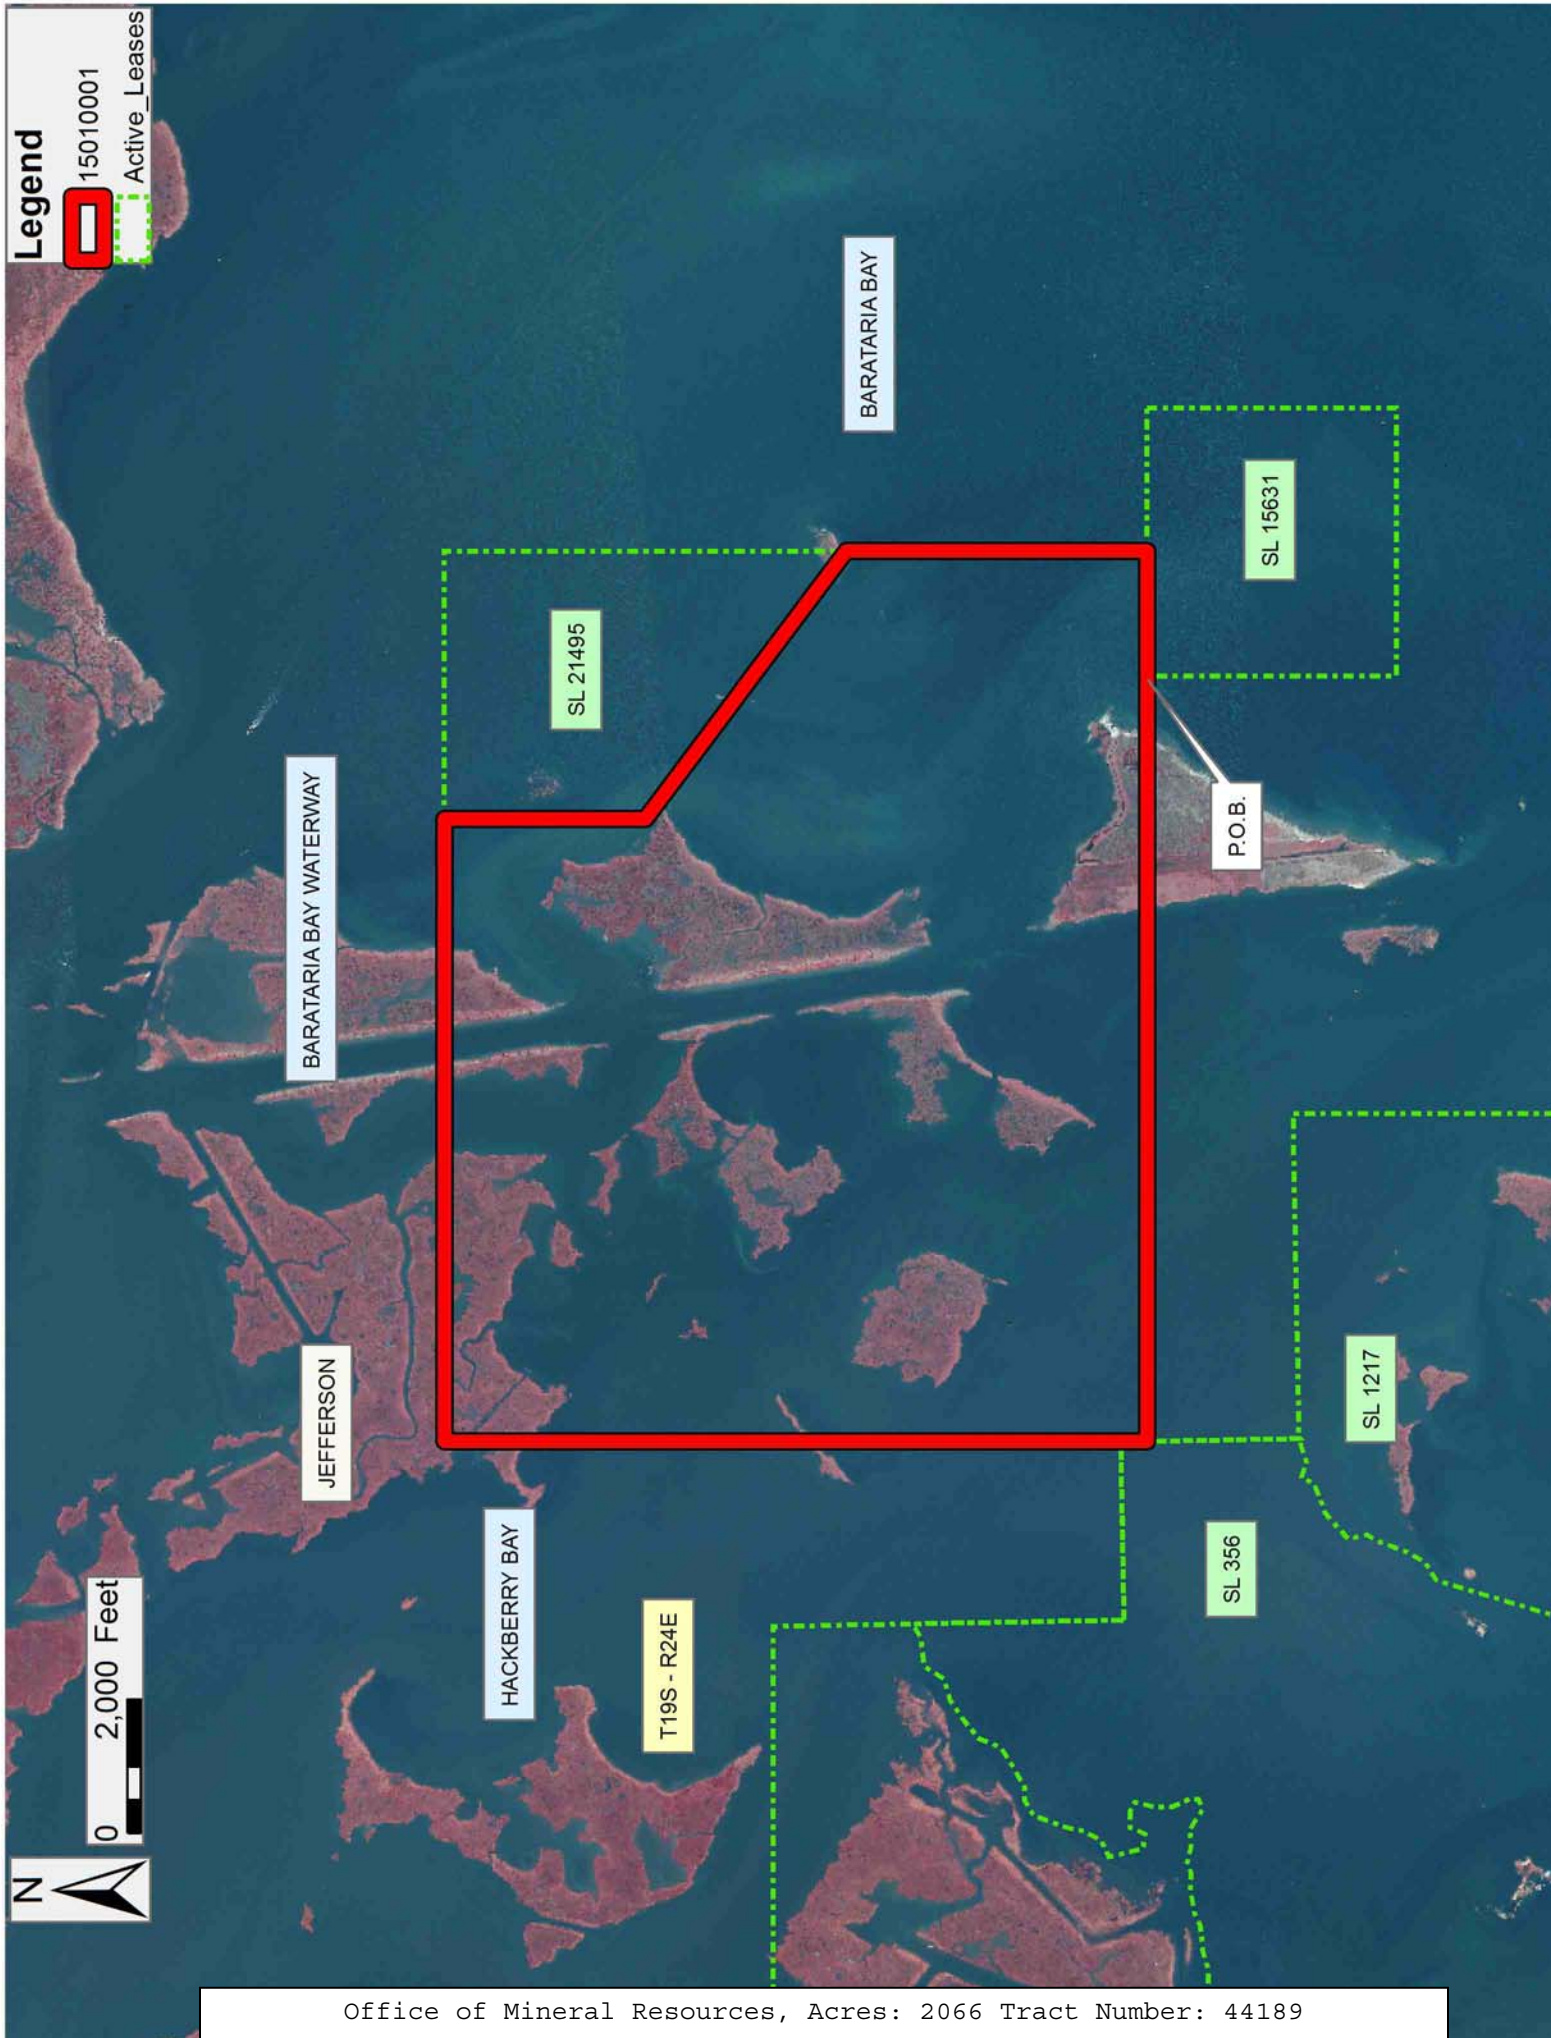 N
0 2,000 Feet
Legend
15010001
Active_Leases
JEFFERSON
BARATARIA BAY WATERWAY
HACKBERRY BAY
SL 21495
T19S - R24E
BARATARIA BAY
P.O.B.
SL 15631
SL 356
SL 1217
Office of Mineral Resources, Acres: 2066 Tract Number: 44189